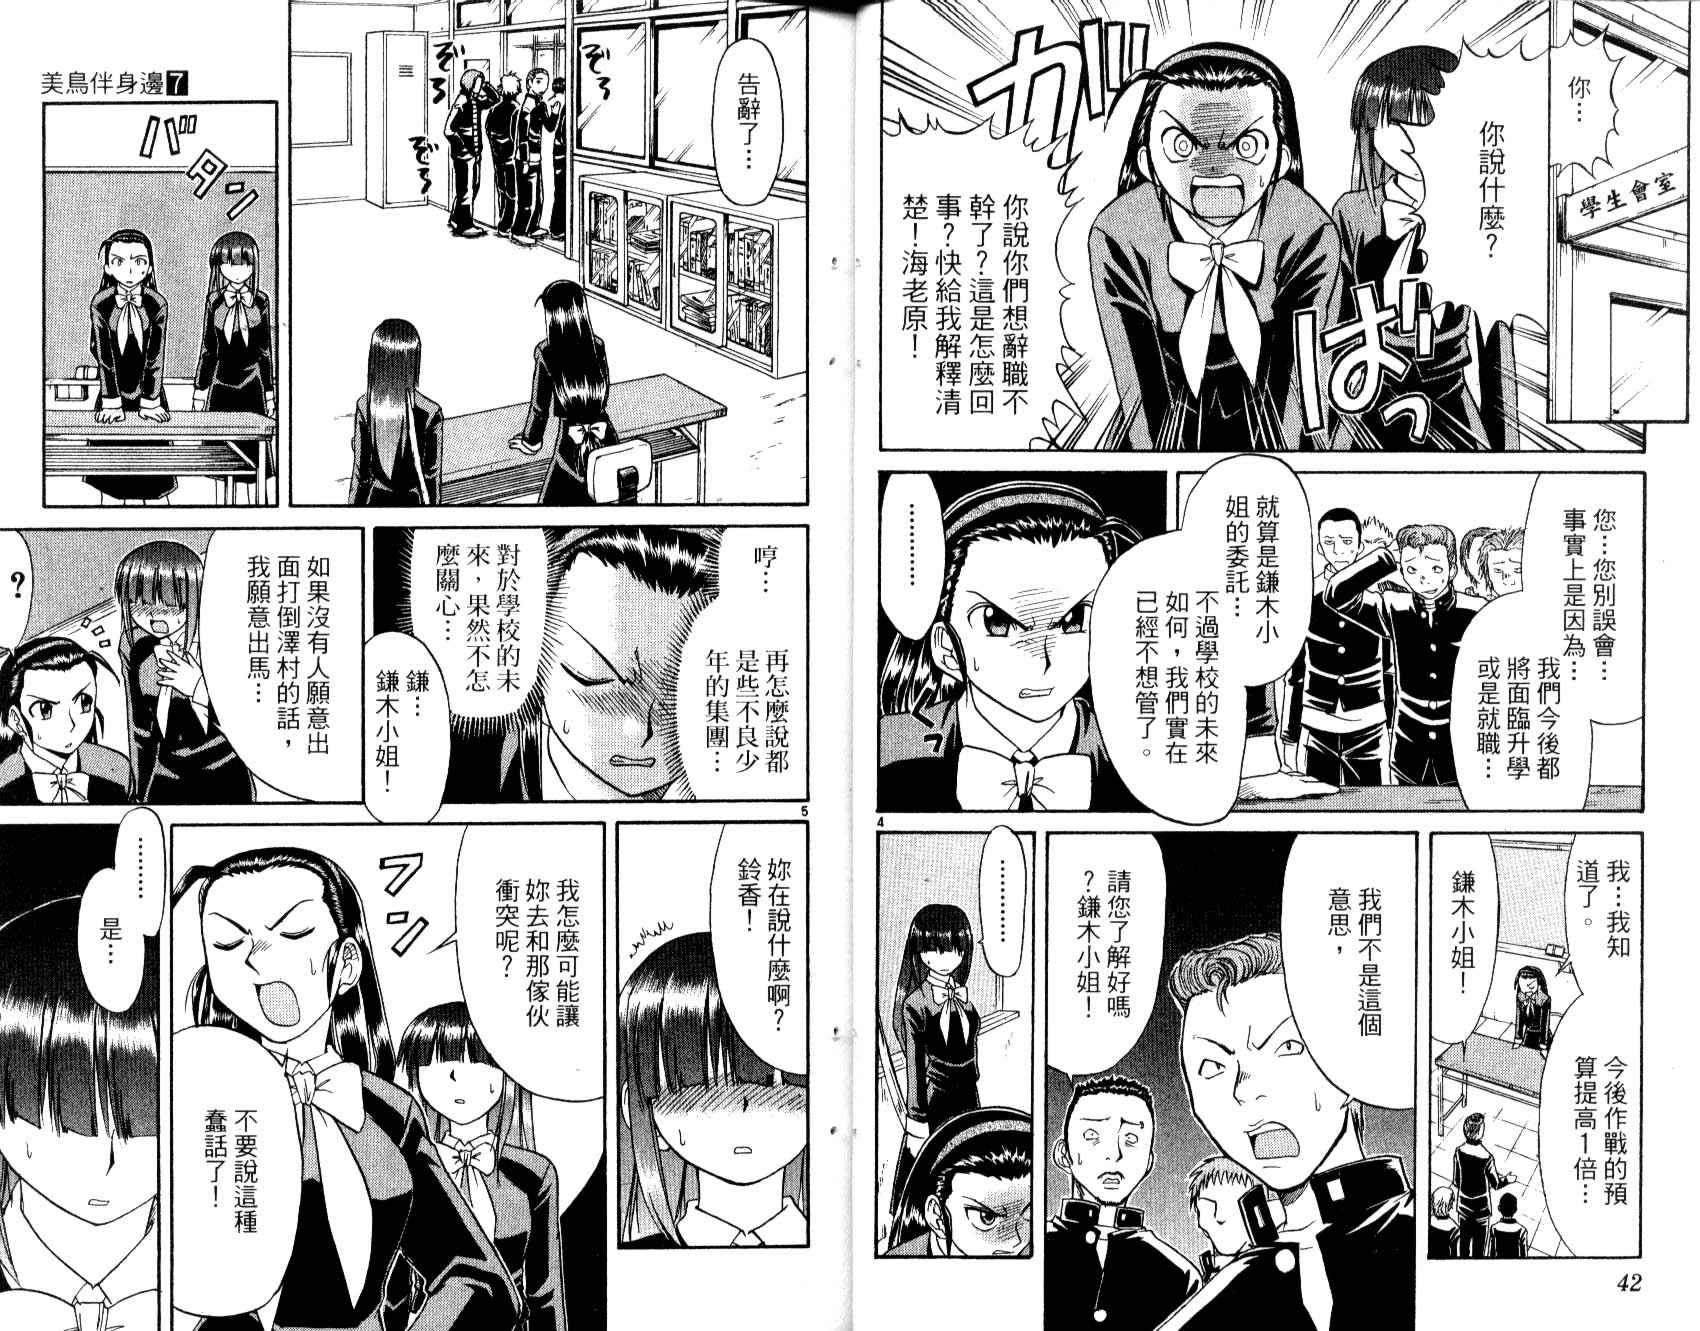 你…
學生會室
你說什麼？
ガガ
ばっ
你說你們想辭職不
幹了？這是怎麼回
事？快給我解釋清
楚！海老原！
您…您別誤會…
事實上是因為…
我們今後都
將面臨升學
或是就職…
就算是鎌木小
姐的委託…
不過學校的未來
如何，我們實在
已經不想管了。
………
我…我知
道了。
鎌木小姐！
今後作戰的預
算提高1倍…
我們不是這個
意思，
請您了解好嗎
？鎌木小姐！
………
4
42
告辭了…
ぞろ
ぞろ
美鳥伴身邊7
バタン
哼…
再怎麼說都
是些不良少
年的集團…
對於學校的未
來，果然不怎
麼關心…
鎌…
鎌木小姐！
如果沒有人願意出
面打倒澤村的話，
我願意出馬…
？
5
妳在說什麼啊？
鈴香！
我怎麼可能讓
妳去和那傢伙
衝突呢？
フン
不要說這種
蠢話了！
………
是…